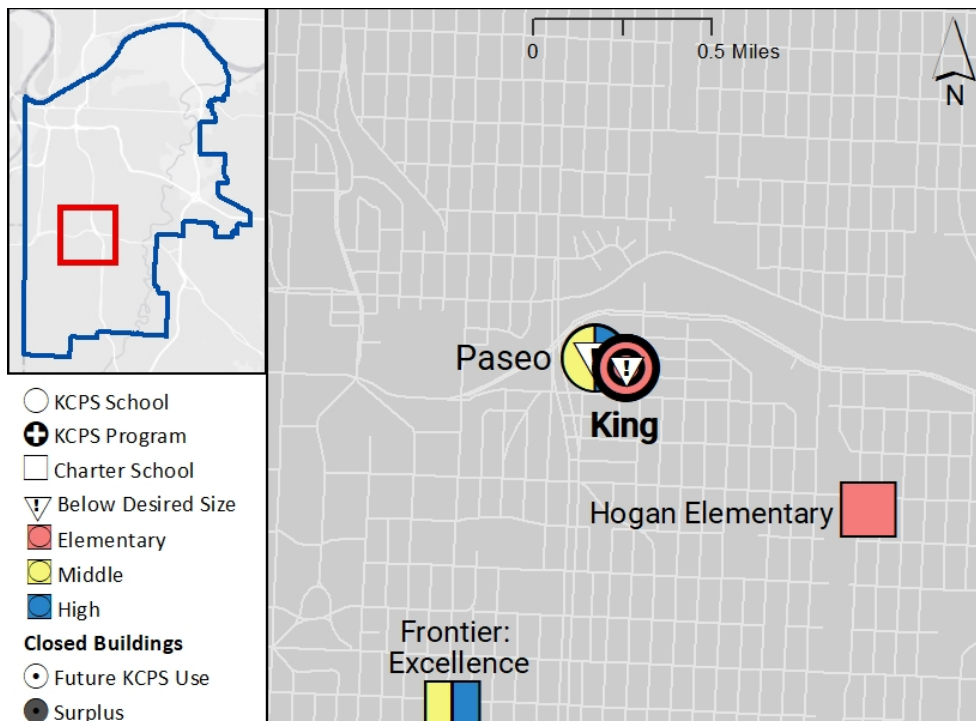 0 0.5 Miles
N
Paseo
King
Hogan Elementary
Frontier:
Excellence
KCPS School
KCPS Program
Charter School
Below Desired Size
Elementary
Middle
High
Closed Buildings
Future KCPS Use
Surplus